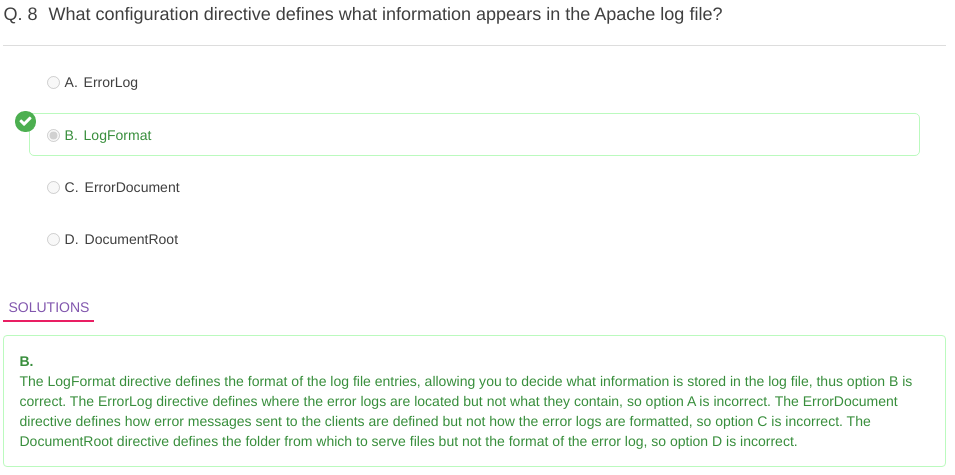 Q. 8 What configuration directive defines what information appears in the Apache log file?
A. ErrorLog
B. LogFormat
C. ErrorDocument
D. DocumentRoot
SOLUTIONS
B.
The LogFormat directive defines the format of the log file entries, allowing you to decide what information is stored in the log file, thus option B is
correct. The ErrorLog directive defines where the error logs are located but not what they contain, so option A is incorrect. The ErrorDocument
directive defines how error messages sent to the clients are defined but not how the error logs are formatted, so option C is incorrect. The
DocumentRoot directive defines the folder from which to serve files but not the format of the error log, so option D is incorrect.